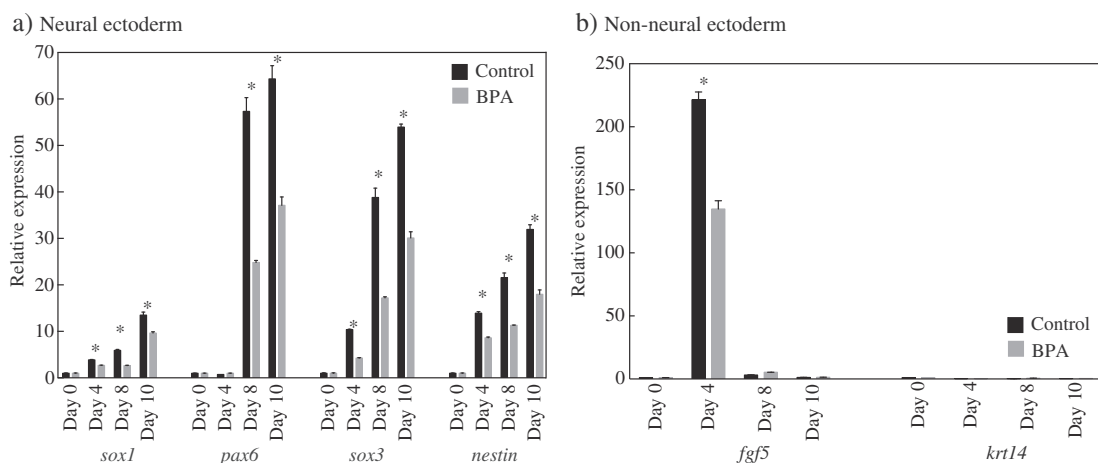 a) Neural ectoderm
70
60
50
40
30
20
10
0
Relative expression
Control
BPA
*
*
*
*
*
*
*
*
*
*
*
Day 0
Day 4
Day 8
Day 10
Day 0
Day 4
Day 8
Day 10
Day 0
Day 4
Day 8
Day 10
Day 0
Day 4
Day 8
Day 10
sox1
pax6
sox3
nestin
b) Non-neural ectoderm
250
200
150
100
50
0
Relative expression
*
Control
BPA
Day 0
Day 4
Day 8
Day 10
Day 0
Day 4
Day 8
Day 10
fgf5
krt14